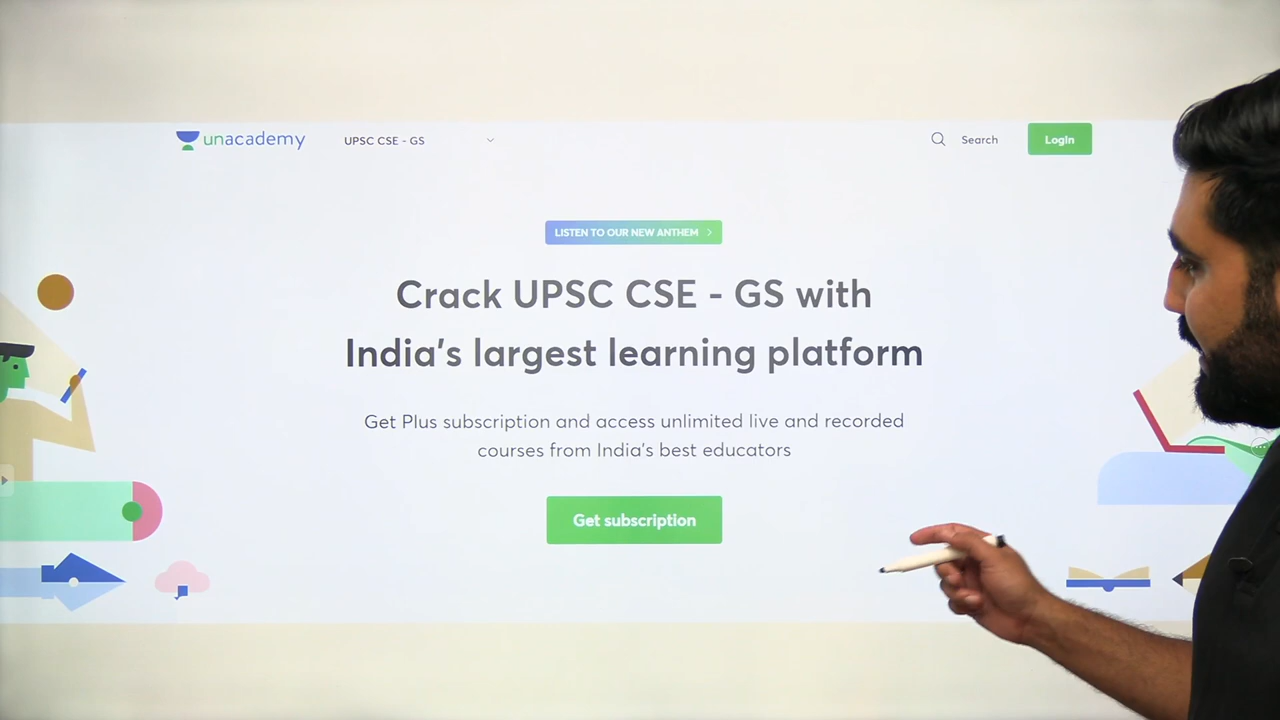 unacademy
UPSC CSE - GS
Search
Login
LISTEN TO OUR NEW ANTHEM
Crack UPSC CSE - GS with
India's largest learning platform
Get Plus subscription and access unlimited live and recorded
courses from India's best educators
Get subscription